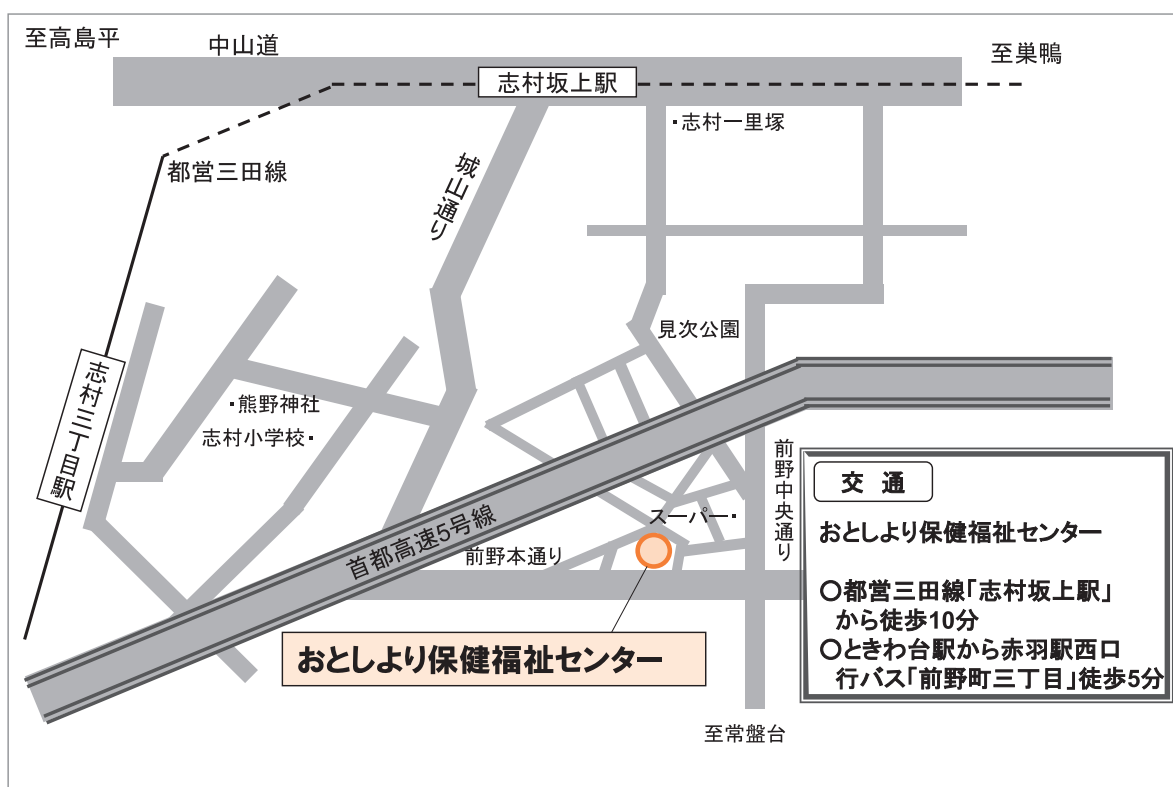 至高島平
中山道
至巣鴨
志村坂上駅
・志村一里塚
都営三田線
城山通り
見次公園
志村三丁目駅
・熊野神社
志村小学校・
前野中央通り
スーパー・
首都高速5号線
前野本通り
おとしより保健福祉センター
至常盤台
交 通
おとしより保健福祉センター
○都営三田線「志村坂上駅」
から徒歩10分
○ときわ台駅から赤羽駅西口
行バス「前野町三丁目」徒歩5分